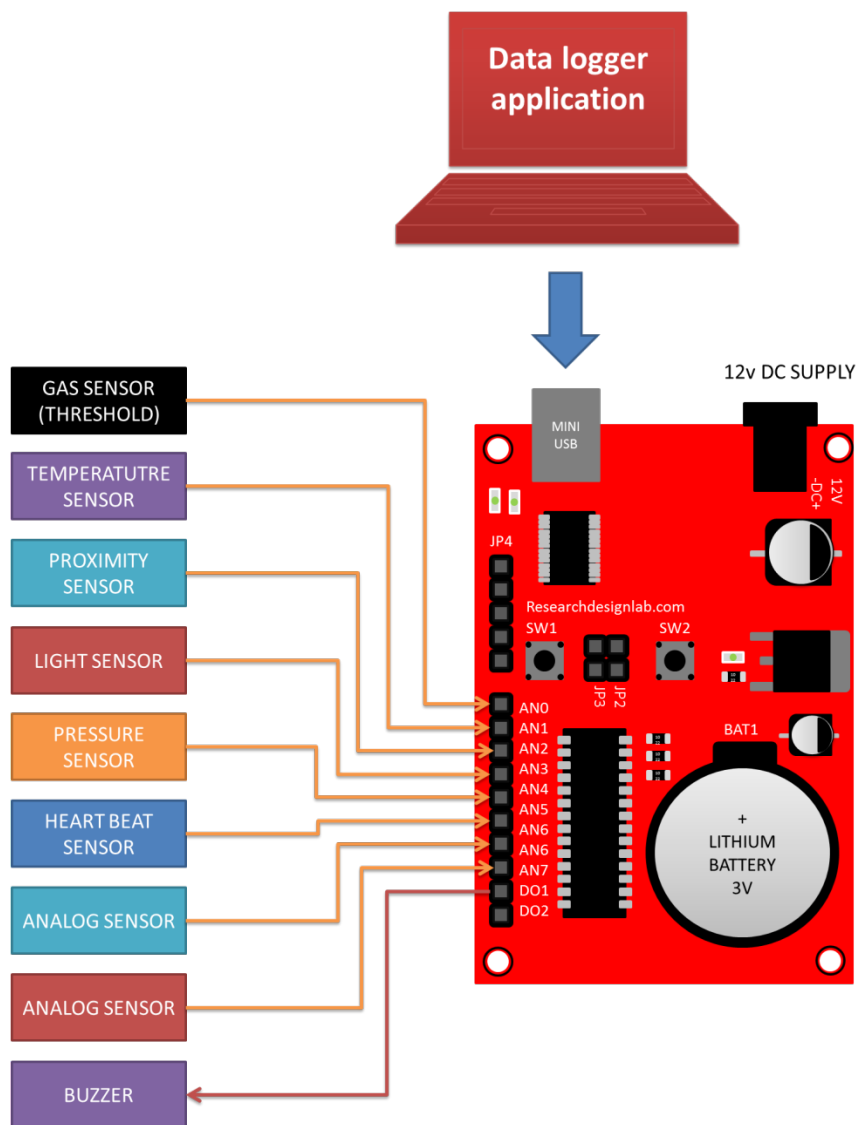 Data logger
application
12v DC SUPPLY
GAS SENSOR
(THRESHOLD)
TEMPERATUTRE
SENSOR
PROXIMITY
SENSOR
LIGHT SENSOR
PRESSURE
SENSOR
HEART BEAT
SENSOR
ANALOG SENSOR
ANALOG SENSOR
BUZZER
MINI
USB
12V
-DC+
JP4
Researchdesignlab.com
SW1
SW2
JP3
JP2
AN0
AN1
AN2
AN3
AN4
AN5
AN6
AN6
AN7
DO1
DO2
BAT1
+
LITHIUM
BATTERY
3V